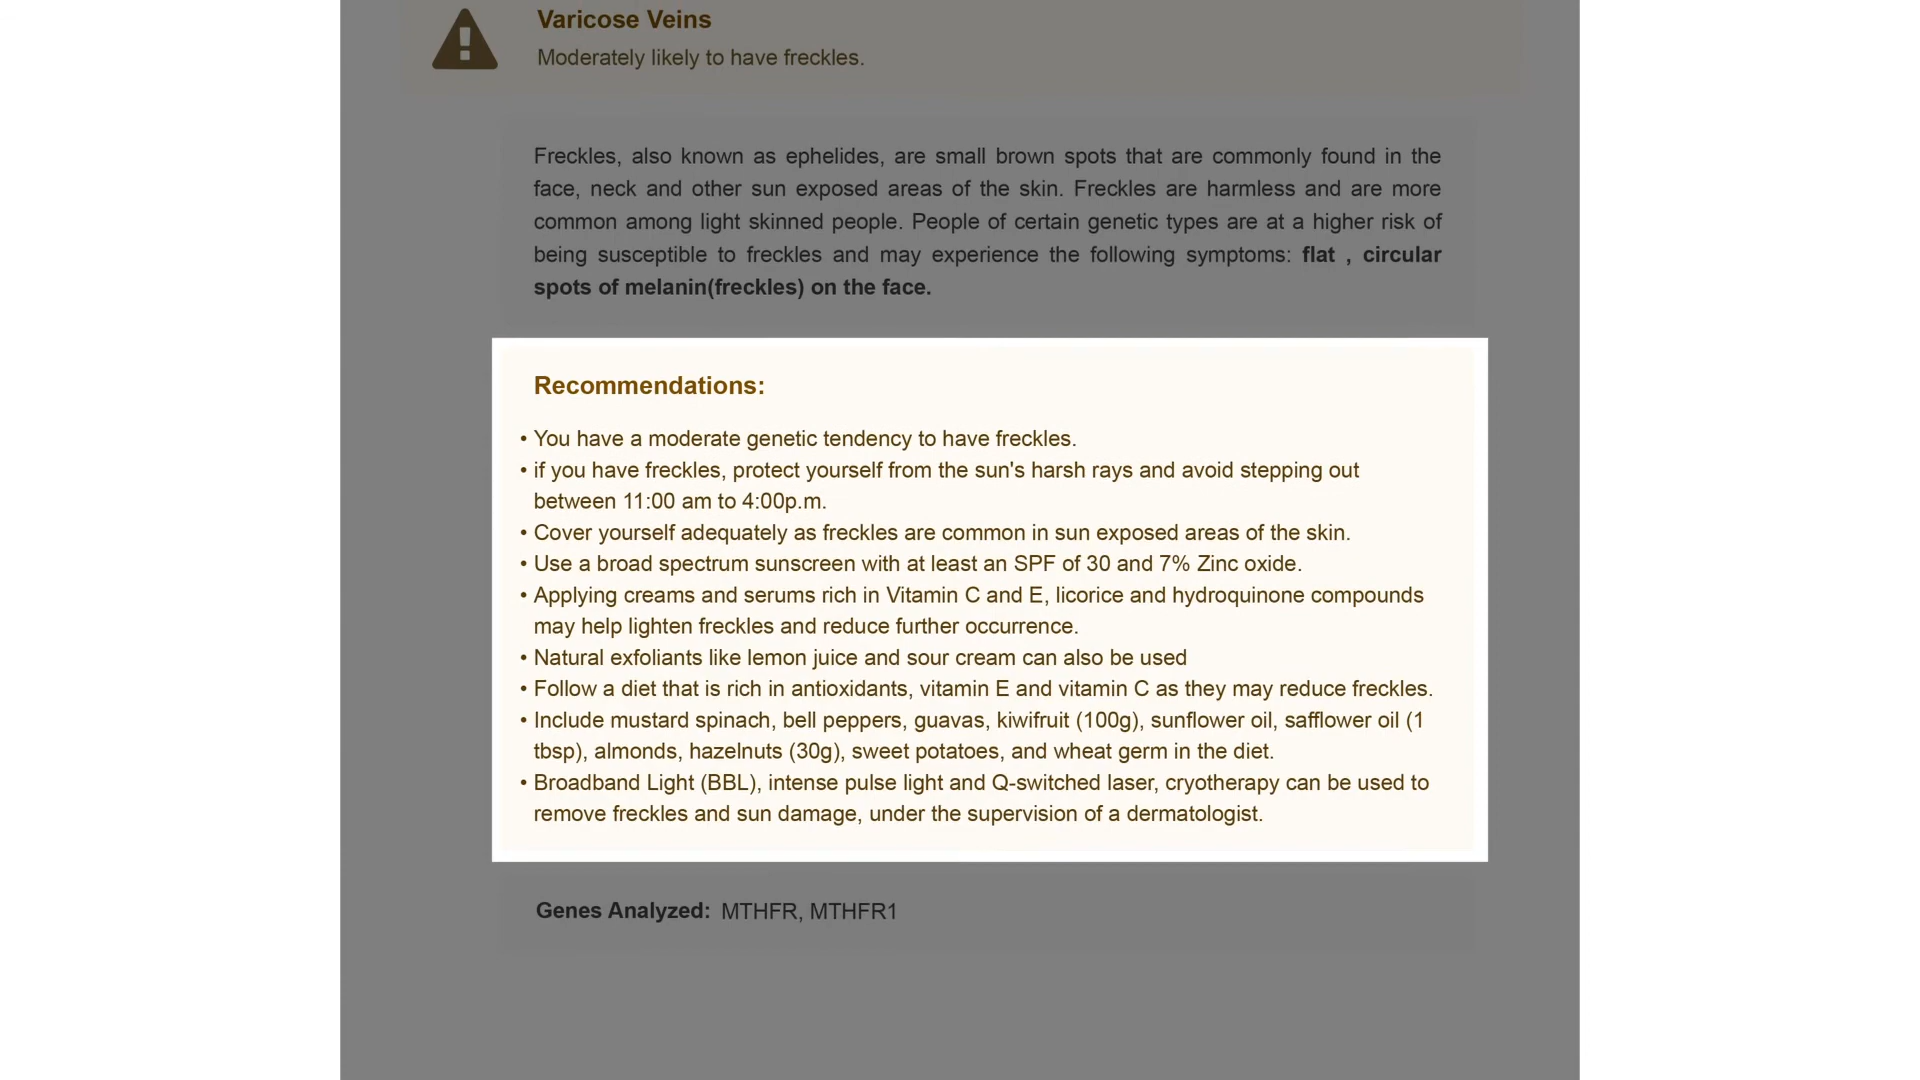 Varicose Veins
Moderately likely to have freckles.
Freckles, also known as ephelides, are small brown spots that are commonly found in the
face, neck and other sun exposed areas of the skin. Freckles are harmless and are more
common among light skinned people. People of certain genetic types are at a higher risk of
being susceptible to freckles and may experience the following symptoms: flat , circular
spots of melanin(freckles) on the face.
Recommendations:
• You have a moderate genetic tendency to have freckles.
• if you have freckles, protect yourself from the sun's harsh rays and avoid stepping out
between 11:00 am to 4:00p.m.
• Cover yourself adequately as freckles are common in sun exposed areas of the skin.
• Use a broad spectrum sunscreen with at least an SPF of 30 and 7% Zinc oxide.
• Applying creams and serums rich in Vitamin C and E, licorice and hydroquinone compounds
may help lighten freckles and reduce further occurrence.
• Natural exfoliants like lemon juice and sour cream can also be used
• Follow a diet that is rich in antioxidants, vitamin E and vitamin C as they may reduce freckles.
• Include mustard spinach, bell peppers, guavas, kiwifruit (100g), sunflower oil, safflower oil (1
tbsp), almonds, hazelnuts (30g), sweet potatoes, and wheat germ in the diet.
• Broadband Light (BBL), intense pulse light and Q-switched laser, cryotherapy can be used to
remove freckles and sun damage, under the supervision of a dermatologist.
Genes Analyzed: MTHFR, MTHFR1